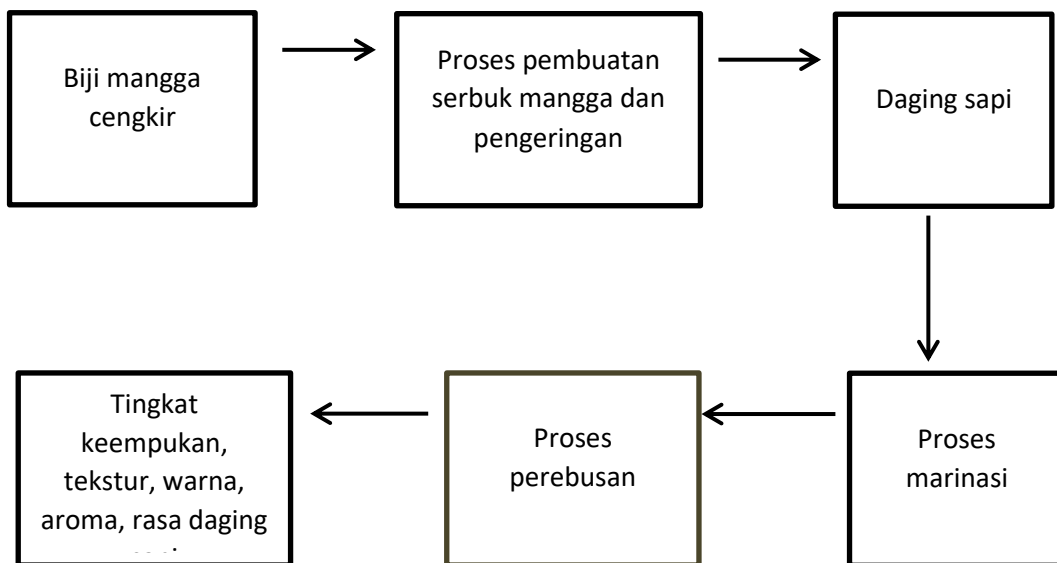 Biji mangga
cengkir
Proses pembuatan
serbuk mangga dan
pengeringan
Daging sapi
Tingkat
keempukan,
tekstur, warna,
aroma, rasa daging
Proses
perebusan
Proses
marinasi